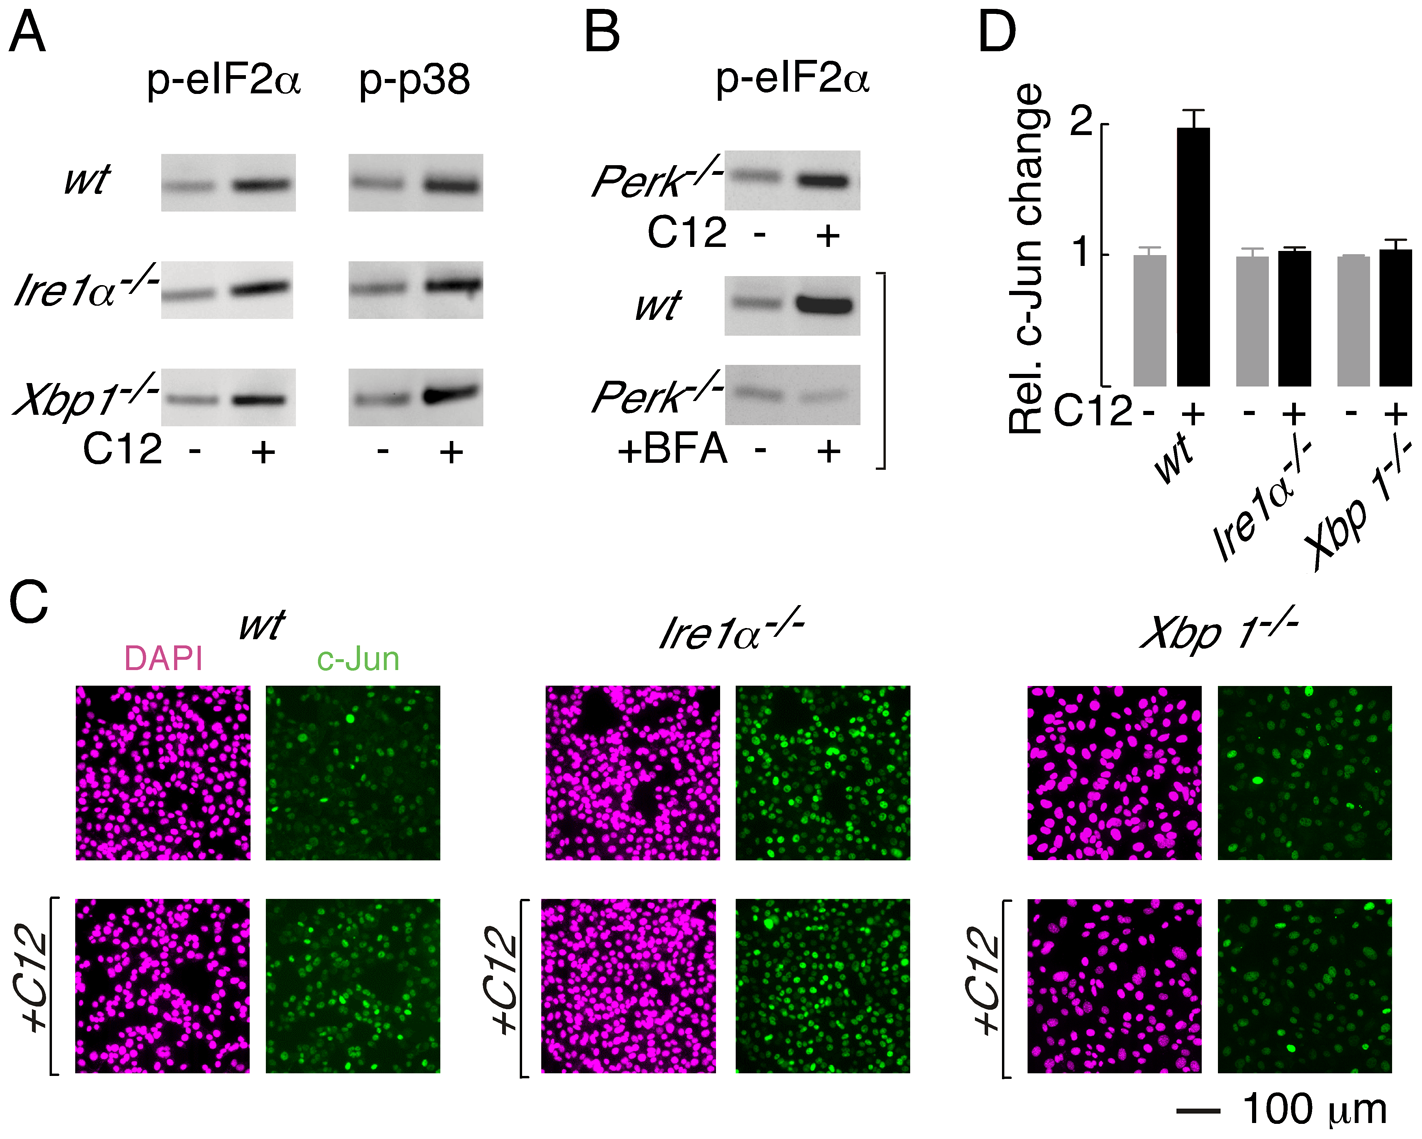 A
p-eIF2α p-p38
wt
Ire1α-/-
Xbp1-/-
C12 - + - +
B
p-eIF2α
Perk-/-
C12 - +
wt
Perk-/-
+BFA - +
D
Rel. c-Jun change
2
1
C12 - + - + - +
wt Ire1α-/- Xbp 1-/-
C
wt Ire1α-/- Xbp 1-/-
DAPI c-Jun
+C12 +C12 +C12
100 μm